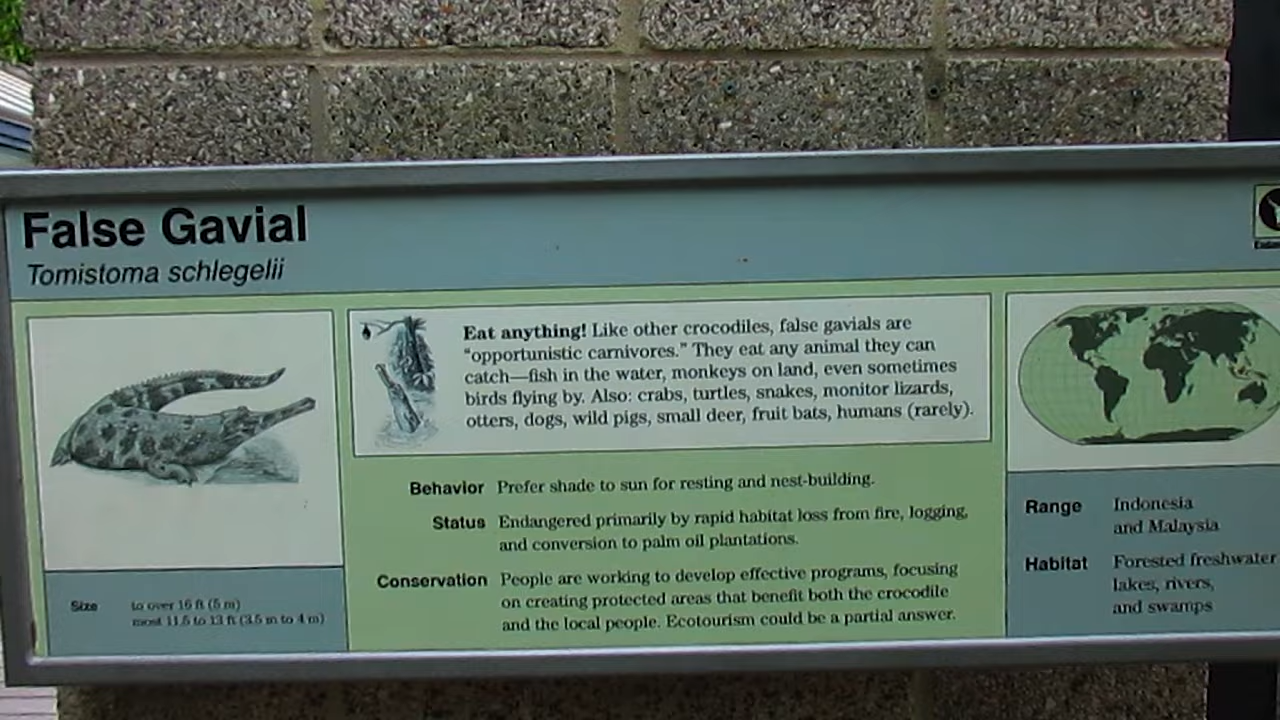 False Gavial
Tomistoma schlegelii
Eat anything! Like other crocodiles, false gavials are
“opportunistic carnivores.” They eat any animal they can
catch—fish in the water, monkeys on land, even sometimes
birds flying by. Also: crabs, turtles, snakes, monitor lizards,
otters, dogs, wild pigs, small deer, fruit bats, humans (rarely).
Behavior Prefer shade to sun for resting and nest-building.
Status Endangered primarily by rapid habitat loss from fire, logging,
and conversion to palm oil plantations.
Conservation People are working to develop effective programs, focusing
on creating protected areas that benefit both the crocodile
and the local people. Ecotourism could be a partial answer.
Size to over 16 ft (5 m)
most 11.5 to 13 ft (3.5 m to 4 m)
Range Indonesia
and Malaysia
Habitat Forested freshwater
lakes, rivers,
and swamps